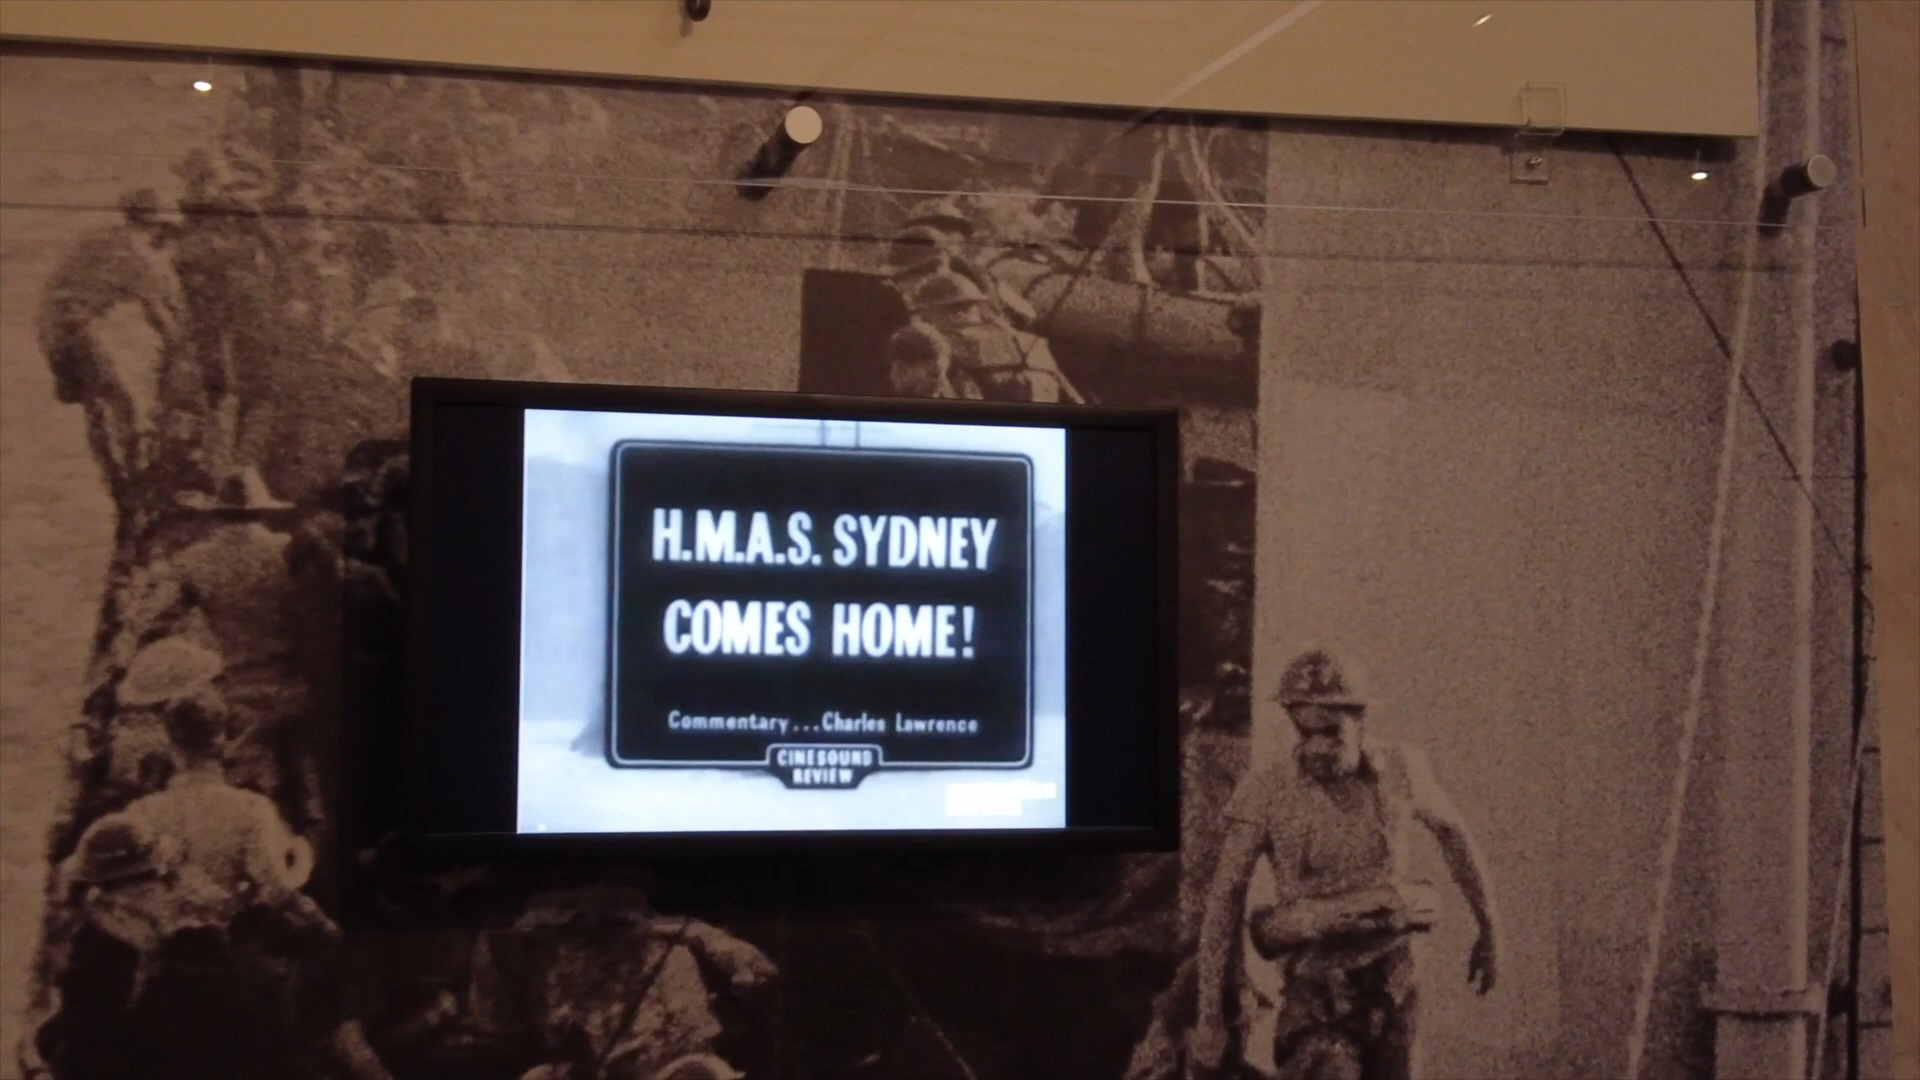 H.M.A.S. SYDNEY
COMES HOME!
Commentary...Charles Lawrence
CINESOUND
REVIEW